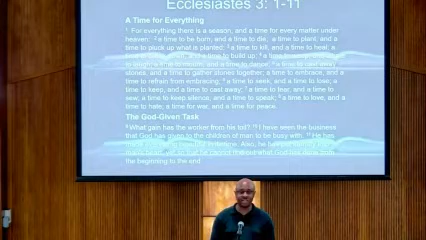 Ecclesiastes 3: 1-11
A Time for Everything
1 For everything there is a season, and a time for every matter under
heaven: 2 a time to be born, and a time to die; a time to plant, and a
time to pluck up what is planted; 3 a time to kill, and a time to heal; a
time to break down, and a time to build up; 4 a time to weep, and a time
to laugh; a time to mourn, and a time to dance; 5 a time to cast away
stones, and a time to gather stones together; a time to embrace, and a
time to refrain from embracing; 6 a time to seek, and a time to lose; a
time to keep, and a time to cast away; 7 a time to tear, and a time to
sew; a time to keep silence, and a time to speak; 8 a time to love, and a
time to hate; a time for war, and a time for peace.
The God-Given Task
9 What gain has the worker from his toil? 10 I have seen the business
that God has given to the children of man to be busy with. 11 He has
made everything beautiful in its time. Also, he has put eternity into
man's heart, yet so that he cannot find out what God has done from
the beginning to the end